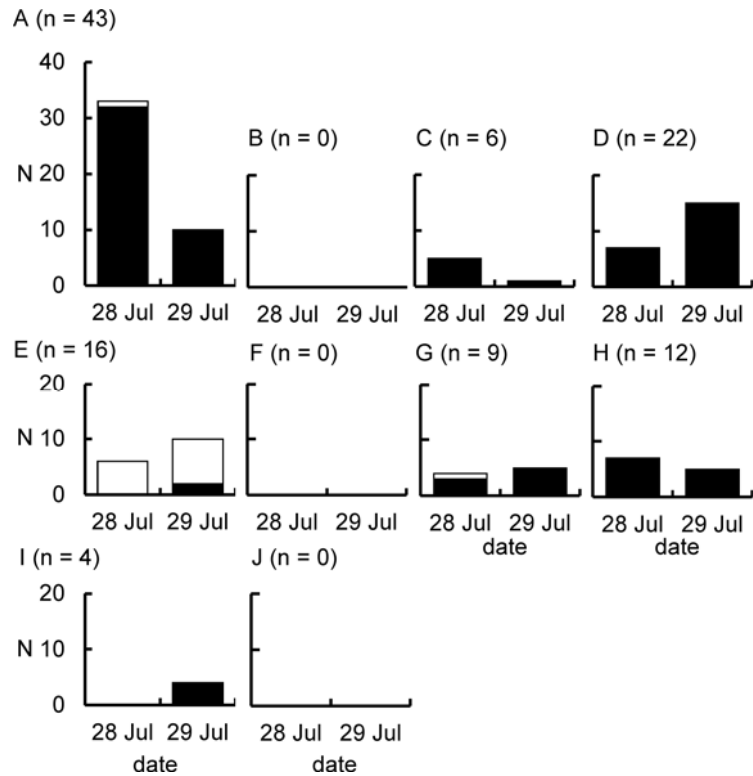 A (n = 43)
40
30
N 20
10
0
28 Jul 29 Jul
B (n = 0)
28 Jul 29 Jul
C (n = 6)
28 Jul 29 Jul
D (n = 22)
28 Jul 29 Jul
E (n = 16)
20
N 10
0
28 Jul 29 Jul
F (n = 0)
28 Jul 29 Jul
G (n = 9)
28 Jul 29 Jul
date
H (n = 12)
28 Jul 29 Jul
date
I (n = 4)
20
N 10
0
28 Jul 29 Jul
date
J (n = 0)
28 Jul 29 Jul
date